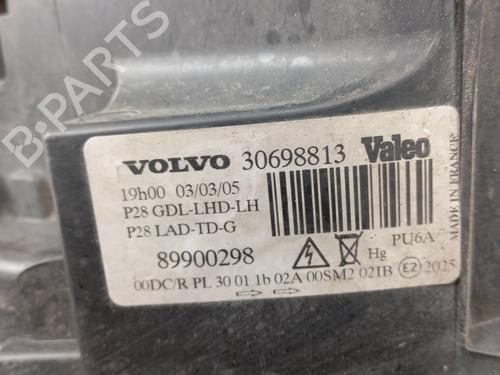 B-PARTS
VOLVO 30698813 Valeo
19h00 03/03/05
P28 GDL-LHD-LH
P28 LAD-TD-G
89900298
Hg
PU6A
MADE IN FRANCE
00DC/R PL 30 01 1b 02A 00SM2 02IB E2 2025